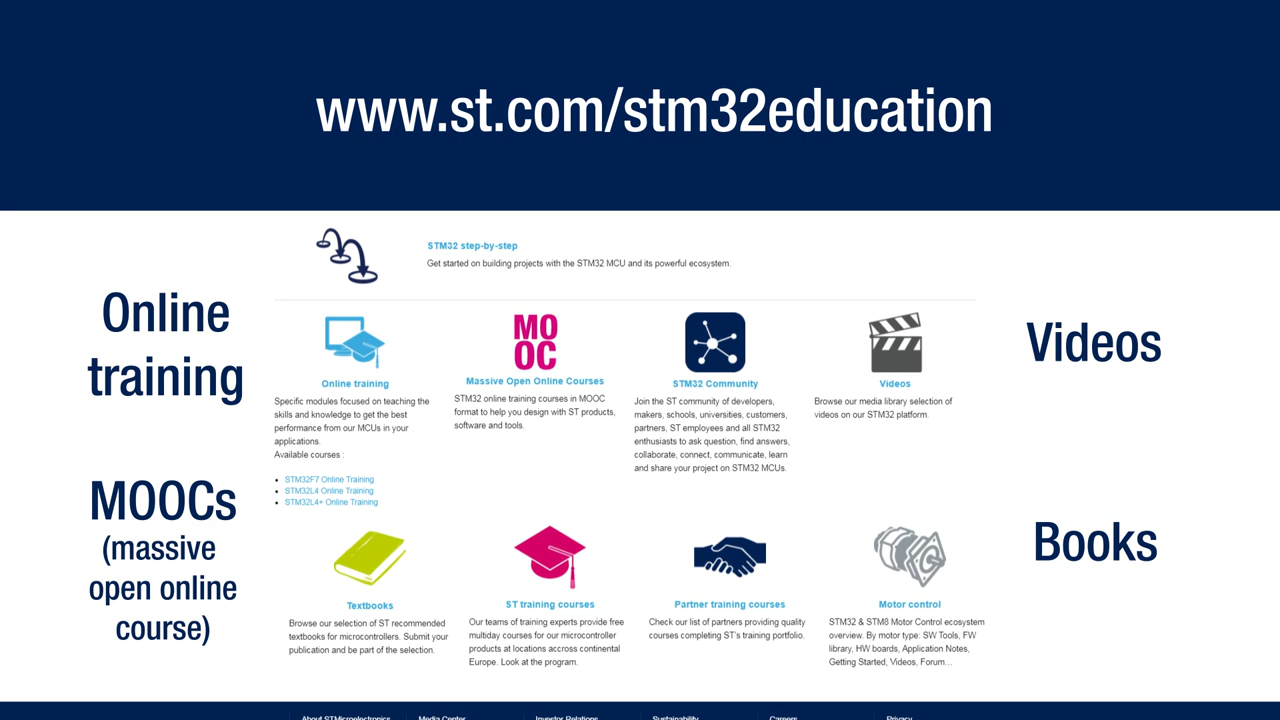 www.st.com/stm32education
STM32 step-by-step
Get started on building projects with the STM32 MCU and its powerful ecosystem.
Online
training
MOOCs
(massive
open online
course)
MO
OC
Online training
Specific modules focused on teaching the
skills and knowledge to get the best
performance from our MCUs in your
applications.
Available courses :
• STM32F7 Online Training
• STM32L4 Online Training
• STM32L4+ Online Training
Massive Open Online Courses
STM32 online training courses in MOOC
format to help you design with ST products,
software and tools.
STM32 Community
Join the ST community of developers,
makers, schools, universities, customers,
partners, ST employees and all STM32
enthusiasts to ask question, find answers,
collaborate, connect, communicate, learn
and share your project on STM32 MCUs.
Videos
Browse our media library selection of
videos on our STM32 platform.
Textbooks
Browse our selection of ST recommended
textbooks for microcontrollers. Submit your
publication and be part of the selection.
ST training courses
Our teams of training experts provide free
multiday courses for our microcontroller
products at locations accross continental
Europe. Look at the program.
Partner training courses
Check our list of partners providing quality
courses completing ST's training portfolio.
Motor control
STM32 & STM8 Motor Control ecosystem
overview. By motor type: SW Tools, FW
library, HW boards, Application Notes,
Getting Started, Videos, Forum...
Videos
Books
About STMicroelectronics
Media Center
Investor Relations
Sustainability
Careers
Privacy